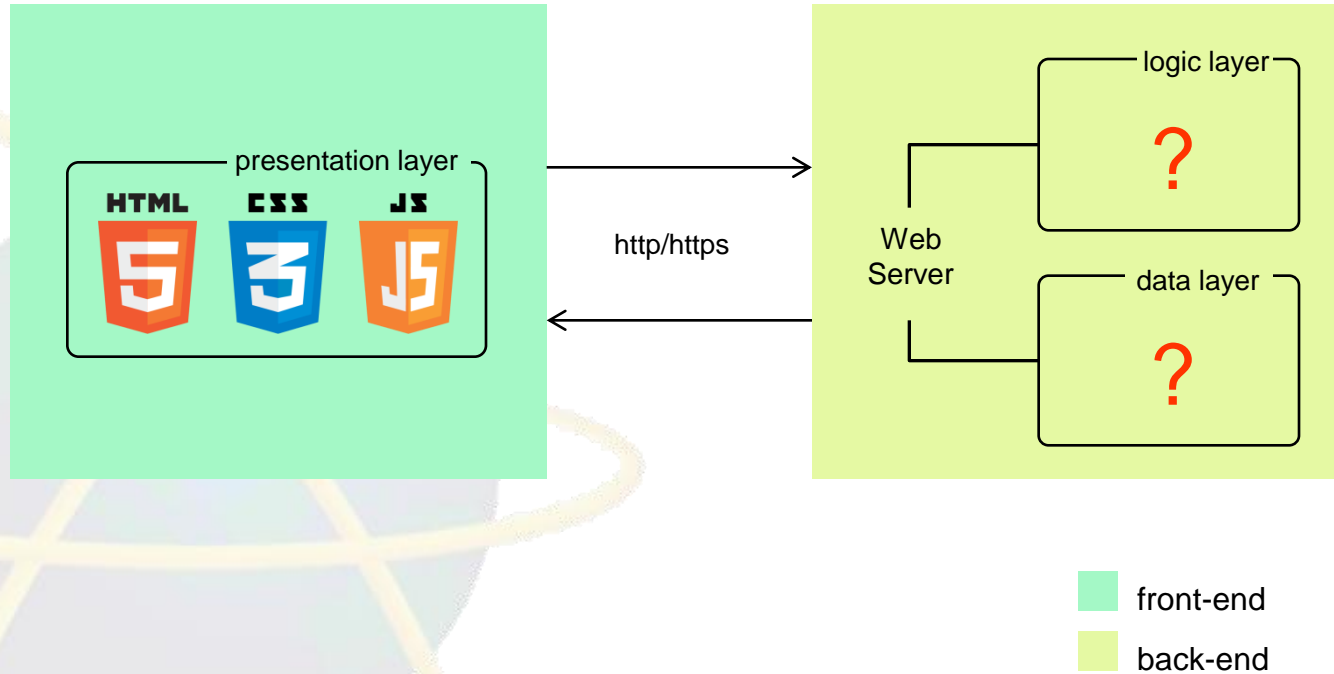 presentation layer
HTML CSS JS
5 3 JS
http/https
Web
Server
logic layer
?
data layer
?
front-end
back-end